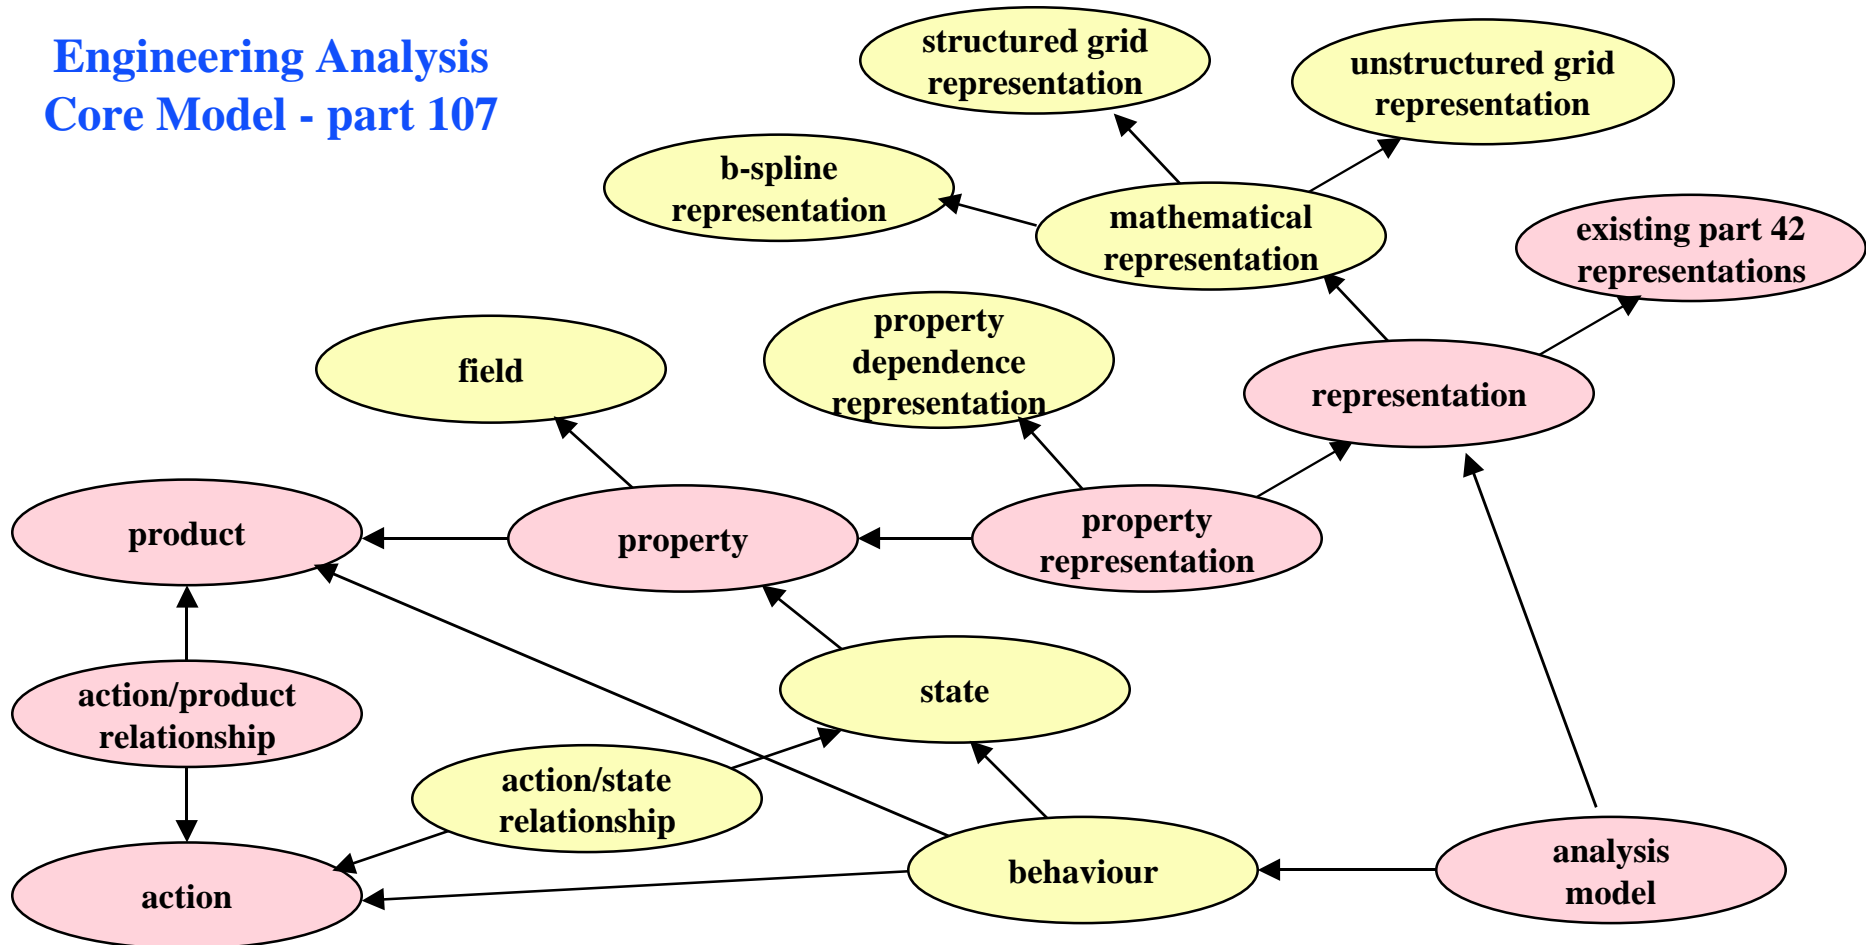 Engineering Analysis
Core Model - part 107
structured grid
representation
unstructured grid
representation
b-spline
representation
mathematical
representation
existing part 42
representations
property
dependence
representation
field
representation
product
property
property
representation
action/product
relationship
state
action/state
relationship
behaviour
analysis
model
action